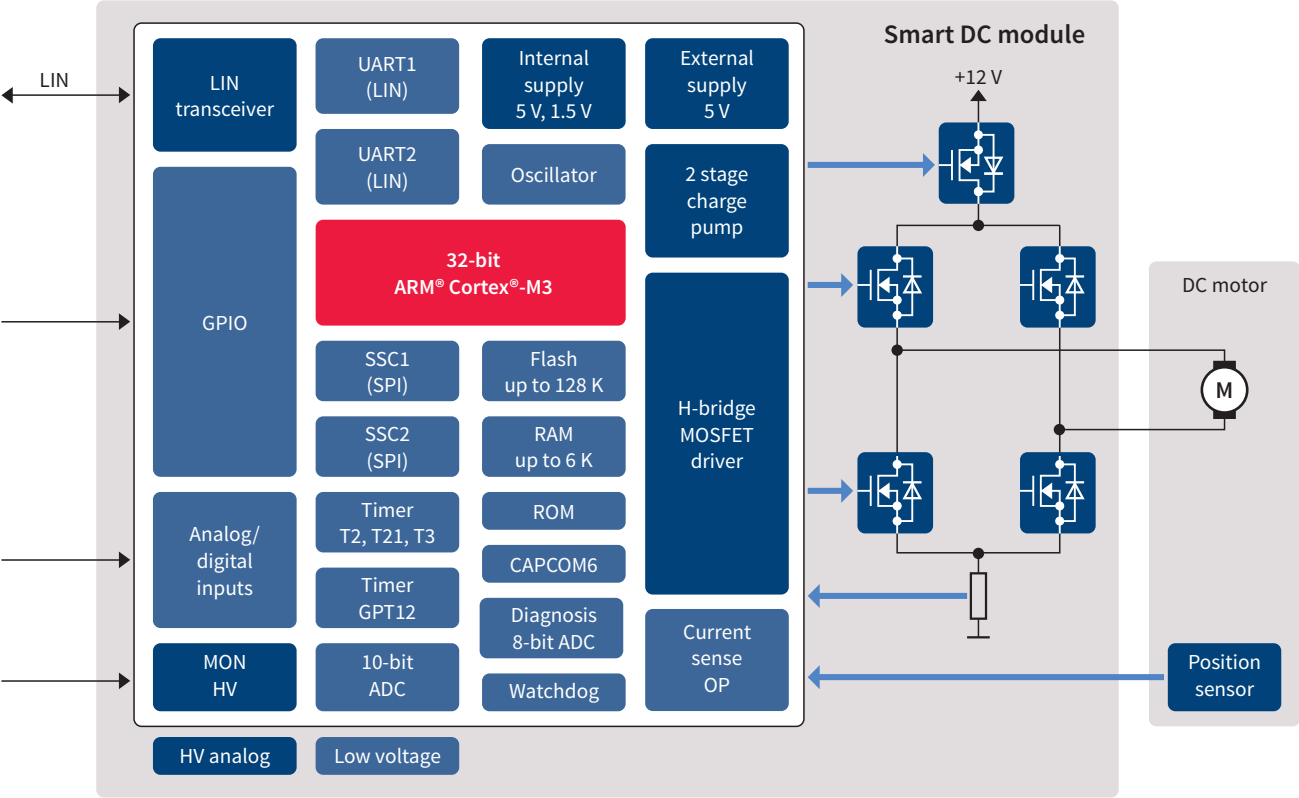 Smart DC module
+12 V
LIN
LIN
transceiver
GPIO
Analog/
digital
inputs
MON
HV
UART1
(LIN)
UART2
(LIN)
Internal
supply
5 V, 1.5 V
Oscillator
External
supply
5 V
2 stage
charge
pump
32-bit
ARM® Cortex®-M3
SSC1
(SPI)
SSC2
(SPI)
Timer
T2, T21, T3
Timer
GPT12
10-bit
ADC
Flash
up to 128 K
RAM
up to 6 K
ROM
CAPCOM6
Diagnosis
8-bit ADC
Watchdog
H-bridge
MOSFET
driver
Current
sense
OP
DC motor
M
Position
sensor
HV analog
Low voltage